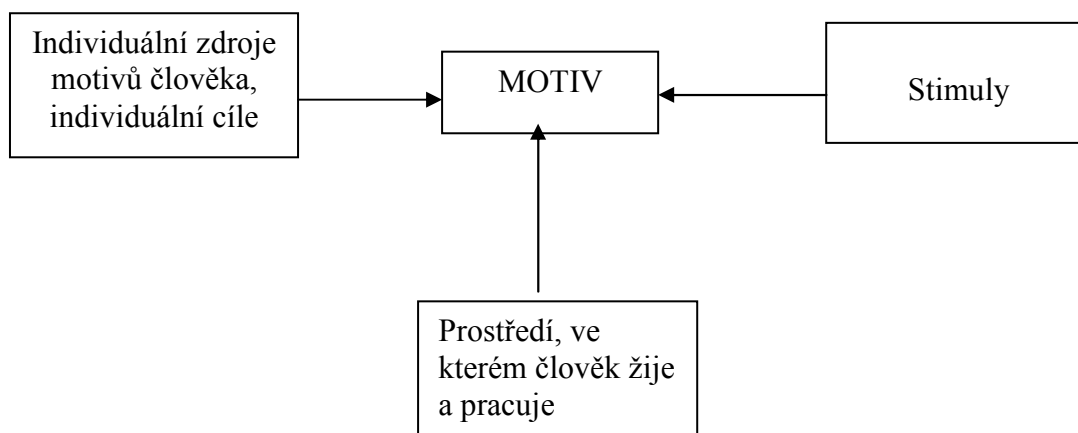 Individuální zdroje
motivů člověka,
individuální cíle
MOTIV
Stimuly
Prostředí, ve
kterém člověk žije
a pracuje